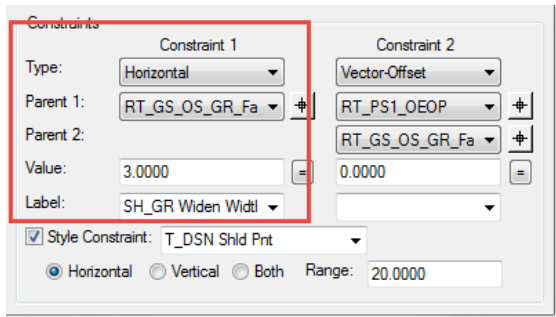 Constraints
Constraint 1 Constraint 2
Type: Horizontal Vector-Offset
Parent 1: RT_GS_OS_GR_Fa RT_PS1_OEOP
Parent 2: RT_GS_OS_GR_Fa
Value: 3.0000 = 0.0000 =
Label: SH_GR Widen Widtl
Style Constraint: T_DSN Shld Pnt
Horizontal Vertical Both Range: 20.0000